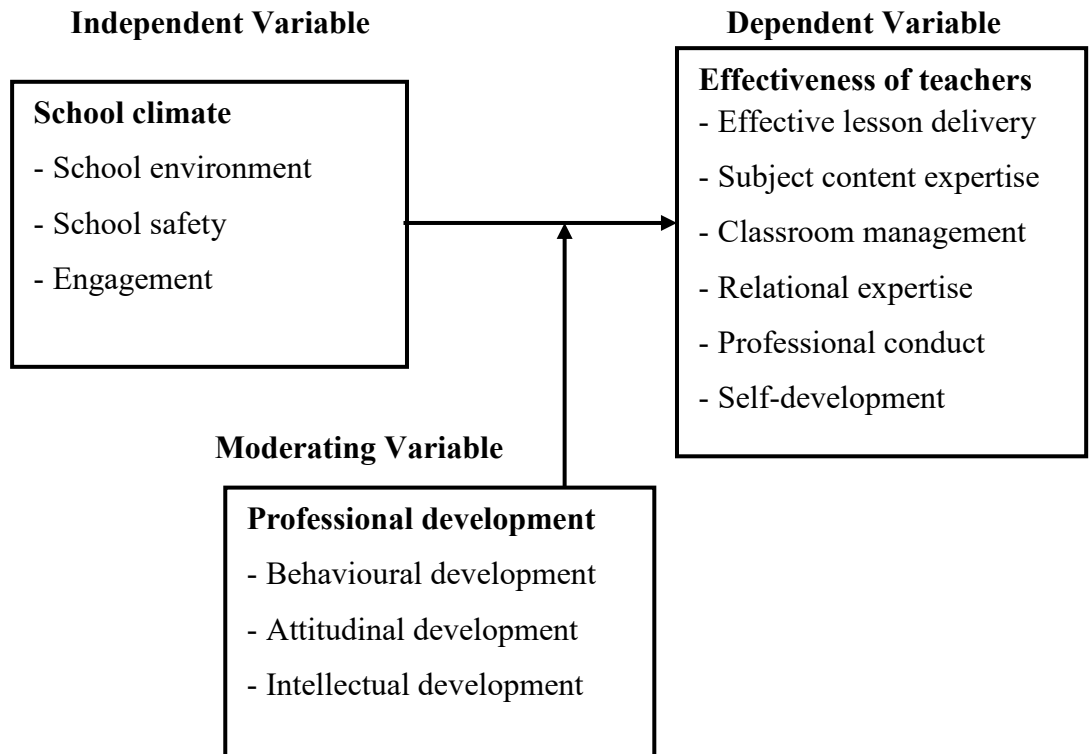 Independent Variable
School climate
- School environment
- School safety
- Engagement
Dependent Variable
Effectiveness of teachers
- Effective lesson delivery
- Subject content expertise
- Classroom management
- Relational expertise
- Professional conduct
- Self-development
Moderating Variable
Professional development
- Behavioural development
- Attitudinal development
- Intellectual development